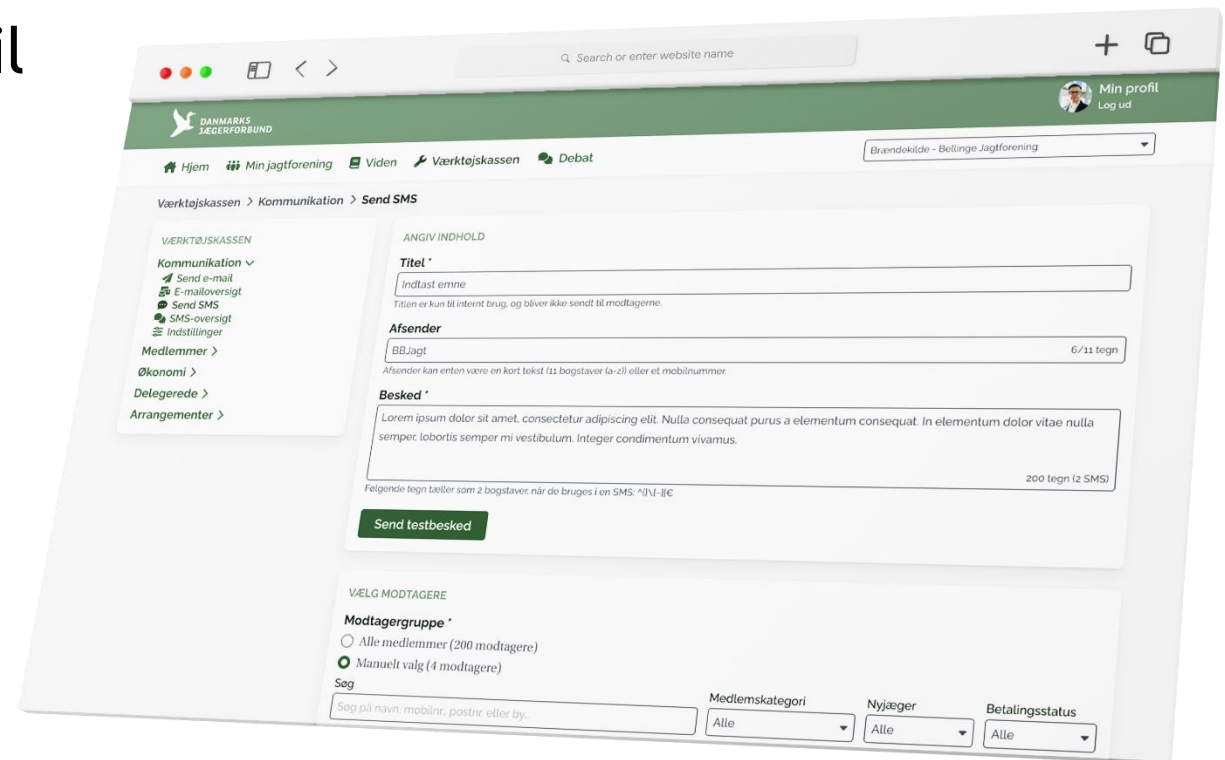 il
Search or enter website name
DANMARKS
JÆGERFORBUND
Min profil
Log ud
Hjem Min jagtforening Viden Værktøjskassen Debat
Brændekilde - Bellinge Jagtforening
Værktøjskassen > Kommunikation > Send SMS
VÆRKTØJSKASSEN
Kommunikation
Send e-mail
E-mailoversigt
Send SMS
SMS-oversigt
Indstillinger
Medlemmer >
Økonomi >
Delegerede >
Arrangementer >
ANGIV INDHOLD
Titel *
Indtast emne
Titlen er kun til internt brug, og bliver ikke sendt til modtagerne.
Afsender
BBJagt 6/11 tegn
Afsender kan enten være en kort tekst (11 bogstaver (a-z)) eller et mobilnummer.
Besked *
Lorem ipsum dolor sit amet, consectetur adipiscing elit. Nulla consequat purus a elementum consequat. In elementum dolor vitae nulla
semper, lobortis semper mi vestibulum. Integer condimentum vivamus.
200 tegn (2 SMS)
Følgende tegn tæller som 2 bogstaver, når de bruges i en SMS:
Send testbesked
VÆLG MODTAGERE
Modtagergruppe *
Alle medlemmer (200 modtagere)
Manuelt valg (4 modtagere)
Søg
Søg på navn, mobilnr, postnr eller by...
Medlemskategori
Alle
Nyjæger
Alle
Betalingsstatus
Alle